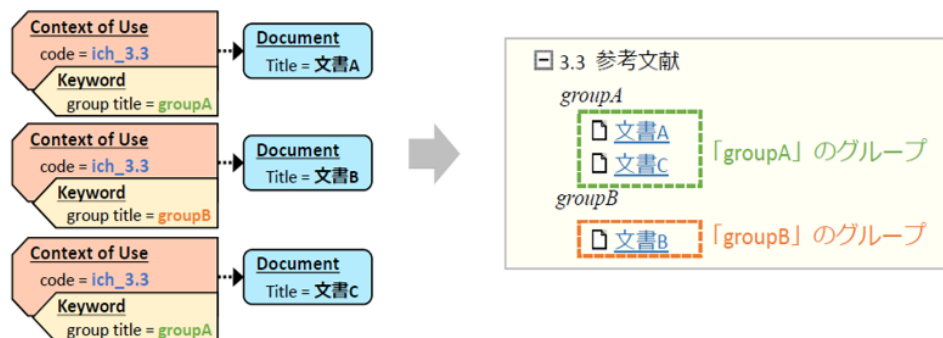 Context of Use
code = ich_3.3
Keyword
group title = groupA
Document
Title = 文書A
Context of Use
code = ich_3.3
Keyword
group title = groupB
Document
Title = 文書B
Context of Use
code = ich_3.3
Keyword
group title = groupA
Document
Title = 文書C
3.3 参考文献
groupA
文書A
文書C
「groupA」のグループ
groupB
文書B
「groupB」のグループ